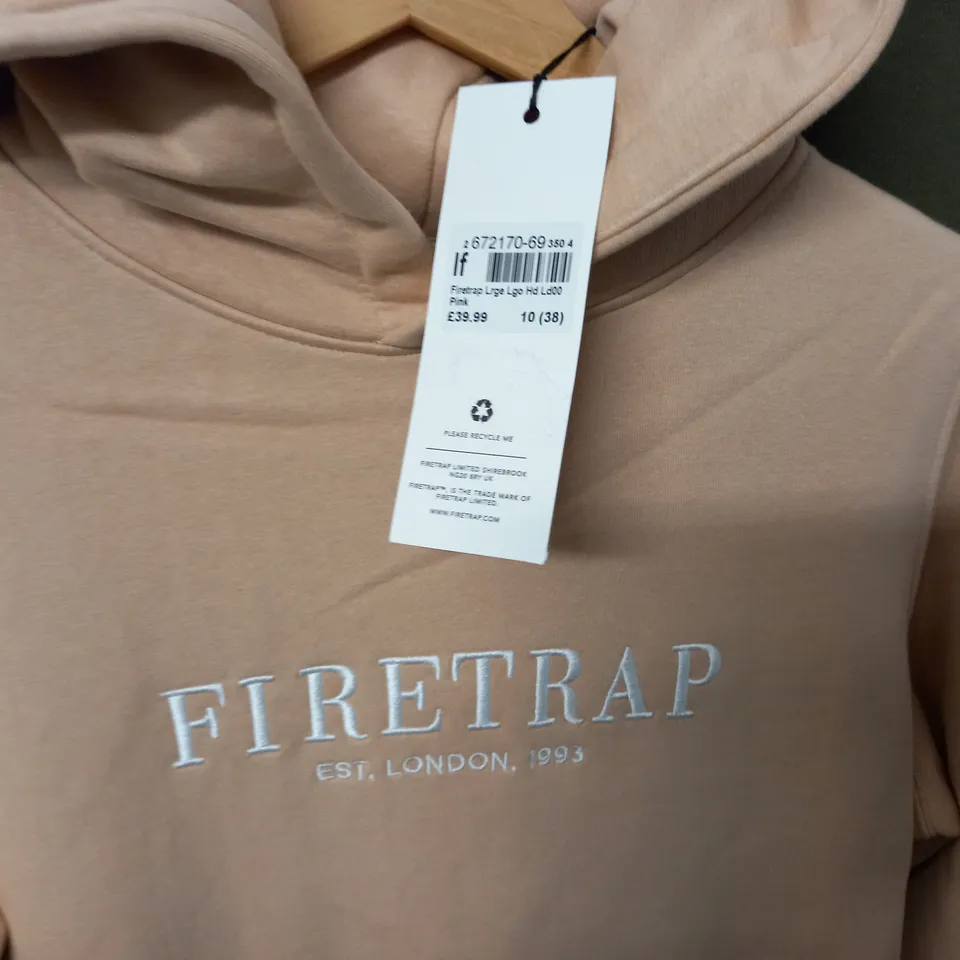 2 672170-69 350 4
lf
Firetrap Lrge Lgo Hd Ld00
Pink
£39.99 10 (38)
PLEASE RECYCLE ME
FIRETRAP LIMITED SHIREBROOK
NG20 8RY UK
FIRETRAP™, IS THE TRADE MARK OF
FIRETRAP LIMITED.
WWW.FIRETRAP.COM
FIRETRAP
EST. LONDON, 1993